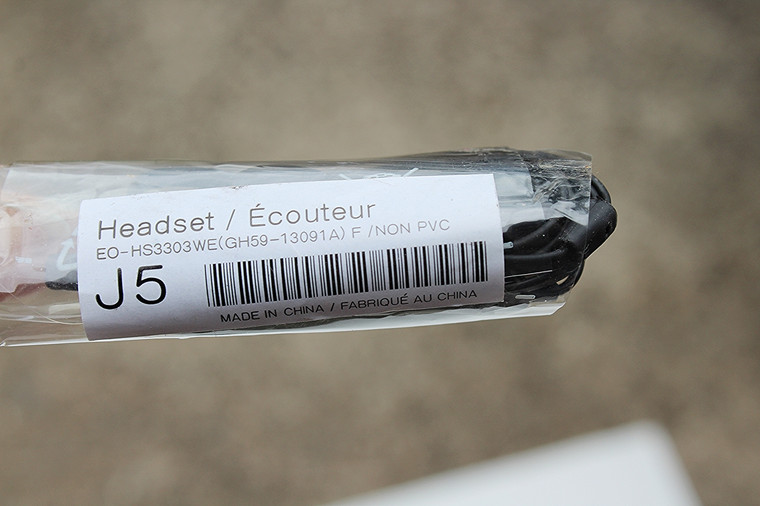 Headset / Écouteur
EO-HS3303WE(GH59-13091A) F /NON PVC
J5
MADE IN CHINA / FABRIQUÉ AU CHINA